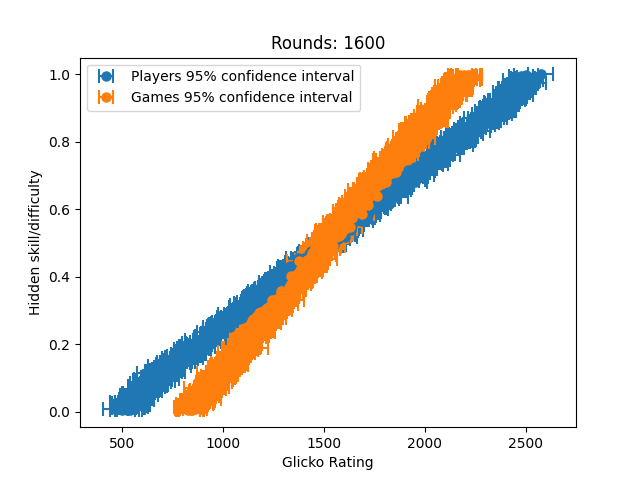 Rounds: 1600
Players 95% confidence interval
Games 95% confidence interval
1.0
0.8
0.6
0.4
0.2
0.0
Hidden skill/difficulty
500
1000
1500
2000
2500
Glicko Rating